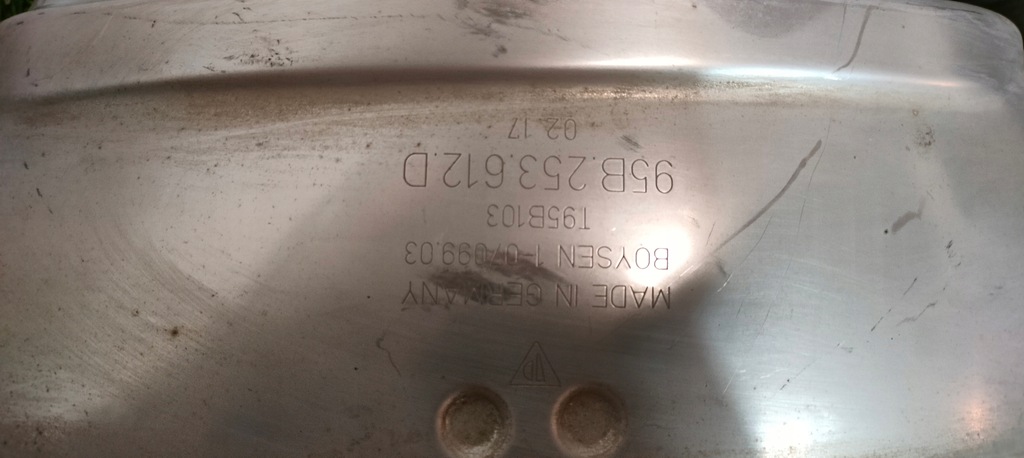 MADE IN GERMANY
BOYSEN 1-07099.03
T95B103
95B.253.612.D
02 17